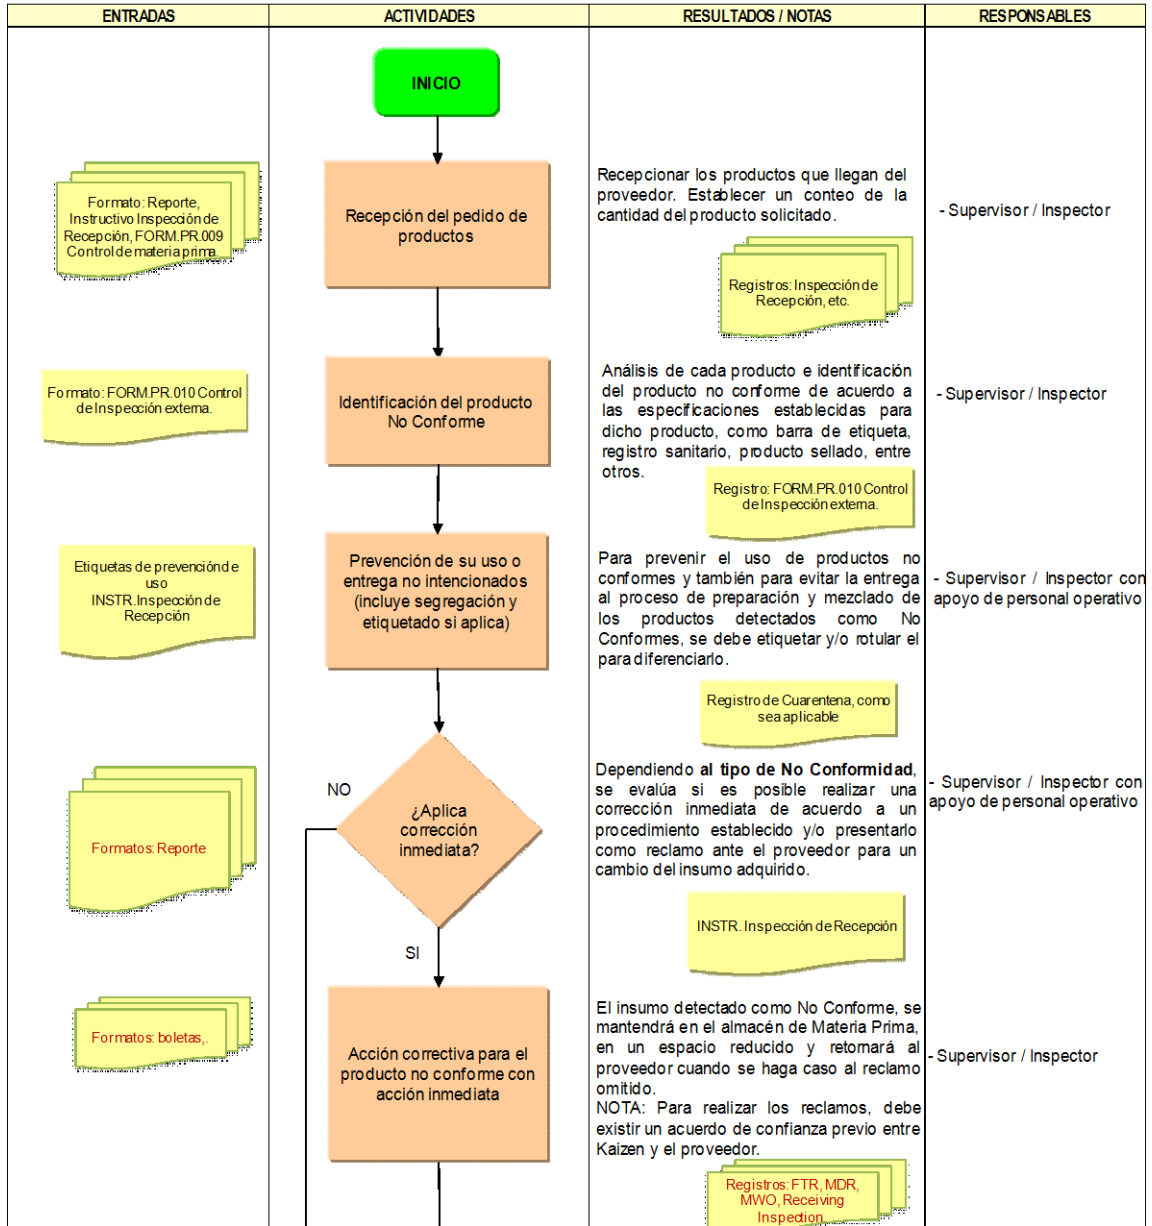 ENTRADAS
ACTIVIDADES
RESULTADOS / NOTAS
RESPONSABLES
INICIO
Formato: Reporte,
Instructivo Inspección de
Recepción, FORM.PR.009
Control de materia prima
Recepción del pedido de
productos
Recepcionar los productos que llegan del
proveedor. Establecer un conteo de la
cantidad del producto solicitado.
Registros: Inspección de
Recepción, etc.
- Supervisor / Inspector
Formato: FORM.PR.010 Control
de Inspección externa.
Identificación del producto
No Conforme
Análisis de cada producto e identificación
del producto no conforme de acuerdo a
las especificaciones establecidas para
dicho producto, como barra de etiqueta,
registro sanitario, producto sellado, entre
otros.
Registro: FORM.PR.010 Control
de Inspección externa.
- Supervisor / Inspector
Etiquetas de prevención de
uso
INSTR.Inspección de
Recepción
Prevención de su uso o
entrega no intencionados
(incluye segregación y
etiquetado si aplica)
Para prevenir el uso de productos no
conformes y también para evitar la entrega
al proceso de preparación y mezclado de
los productos detectados como No
Conformes, se debe etiquetar y/o rotular el
para diferenciarlo.
Registro de Cuarentena, como
sea aplicable
- Supervisor / Inspector con
apoyo de personal operativo
Formatos: Reporte
NO
¿Aplica
corrección
inmediata?
SI
Dependiendo al tipo de No Conformidad,
se evalúa si es posible realizar una
corrección inmediata de acuerdo a un
procedimiento establecido y/o presentarlo
como reclamo ante el proveedor para un
cambio del insumo adquirido.
INSTR. Inspección de Recepción
- Supervisor / Inspector con
apoyo de personal operativo
Formatos: boletas,.
Acción correctiva para el
producto no conforme con
acción inmediata
El insumo detectado como No Conforme, se
mantendrá en el almacén de Materia Prima,
en un espacio reducido y retornará al
proveedor cuando se haga caso al reclamo
omitido.
NOTA: Para realizar los reclamos, debe
existir un acuerdo de confianza previo entre
Kaizen y el proveedor.
Registros: FTR, MDR,
MWO, Receiving
Inspection
- Supervisor / Inspector